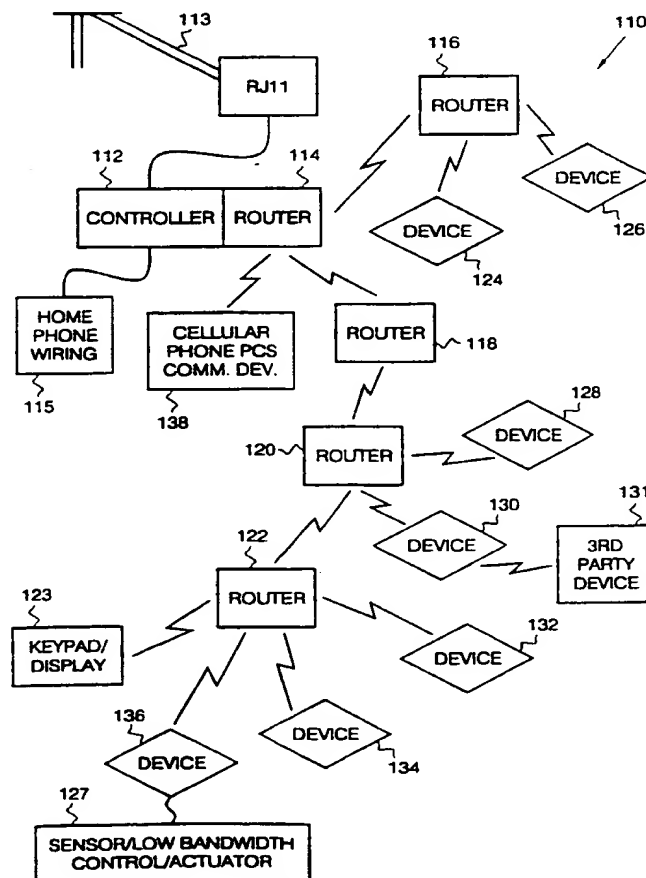 113
110
RJ11
116
ROUTER
112
114
CONTROLLER
ROUTER
DEVICE
126
DEVICE
124
HOME
PHONE
WIRING
115
CELLULAR
PHONE PCS
COMM. DEV.
138
ROUTER
118
128
DEVICE
120
ROUTER
130
DEVICE
131
3RD
PARTY
DEVICE
122
ROUTER
123
KEYPAD/
DISPLAY
132
DEVICE
136
DEVICE
DEVICE
134
127
SENSOR/LOW BANDWIDTH
CONTROL/ACTUATOR